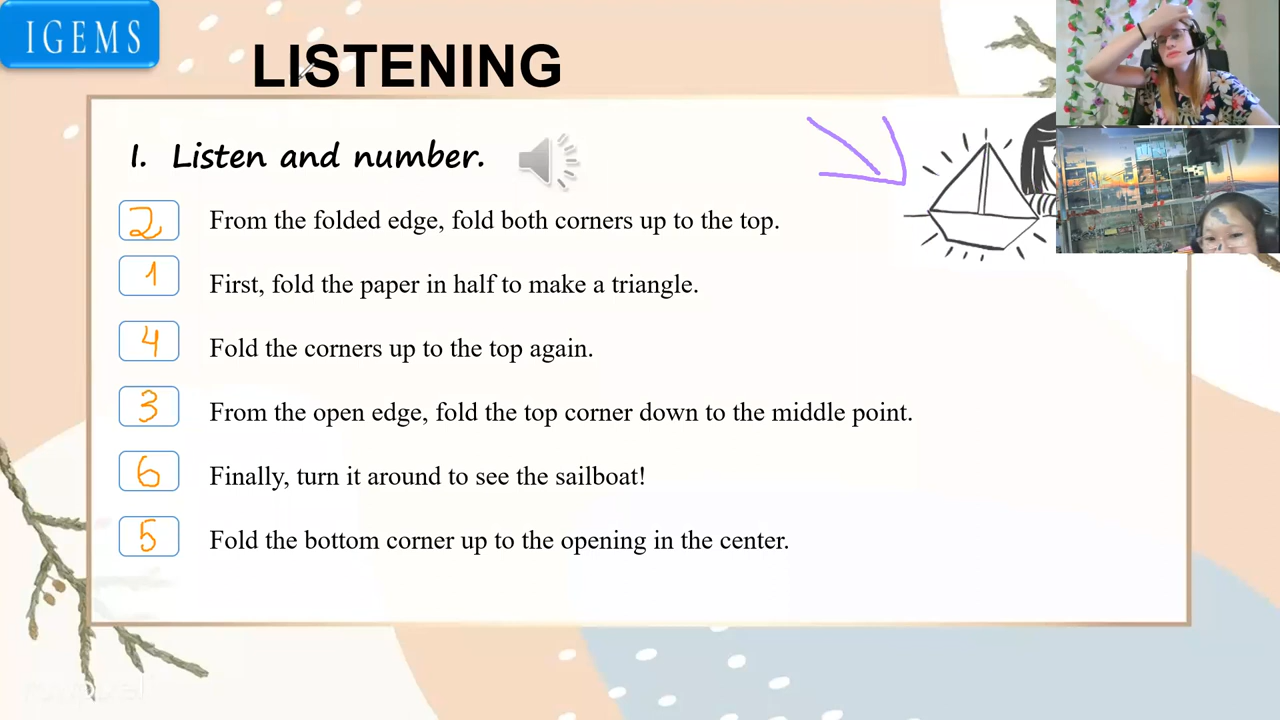 IGEMS
LISTENING
I. Listen and number.
2 From the folded edge, fold both corners up to the top.
1 First, fold the paper in half to make a triangle.
4 Fold the corners up to the top again.
3 From the open edge, fold the top corner down to the middle point.
6 Finally, turn it around to see the sailboat!
5 Fold the bottom corner up to the opening in the center.